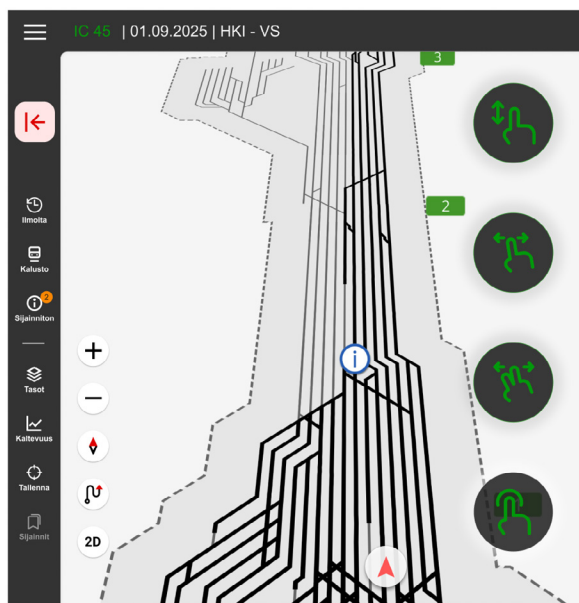 IC 45 | 01.09.2025 | HKI - VS
3
2
Ilmoita
Kalusto
2
Sijainniton
Tasot
Kaltevuus
Tallenna
Sijainnit
2D